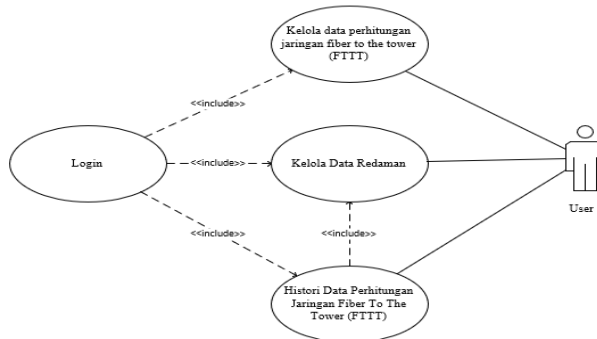 Kelola data perhitungan
jaringan fiber to the tower
(FTTT)
<<include>>
Login
<<include>>
Kelola Data Redaman
User
<<include>>
<<include>>
Histori Data Perhitungan
Jaringan Fiber To The
Tower (FTTT)